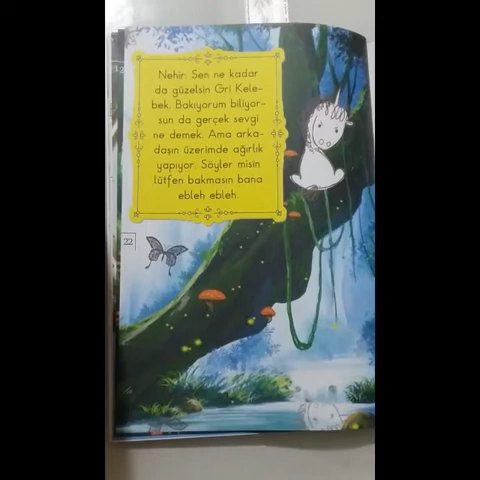 Nehir: Sen ne kadar
da güzelsin Gri Kele-
bek. Bakıyorum biliyor-
sun da gerçek sevgi
ne demek. Ama arka-
daşın üzerimde ağırlık
yapıyor. Söyler misin
lütfen bakmasın bana
ebleh ebleh.
22